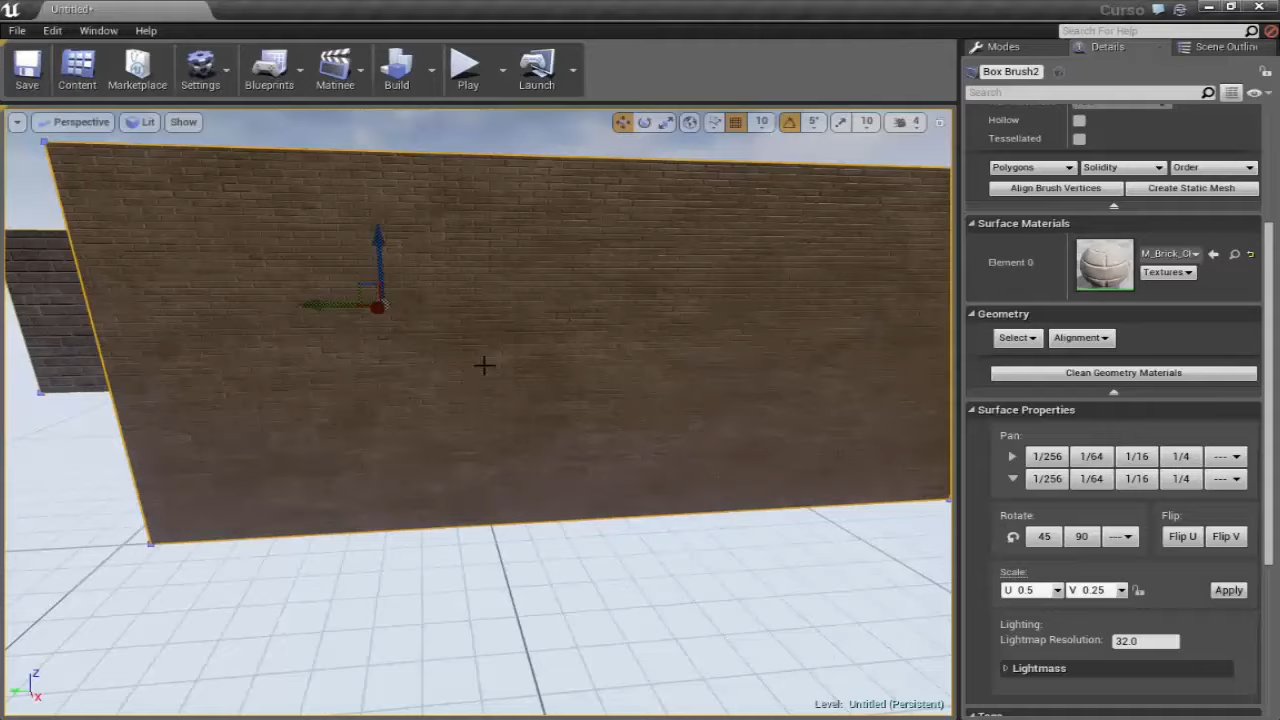 Untitled*
Curso
File Edit Window Help
Search For Help
Save Content Marketplace Settings Blueprints Matinee Build Play Launch
Modes Details Scene Outline
Box Brush2
Search
Perspective Lit Show
10 5° 10 4
Hollow
Tessellated
Polygons Solidity Order
Align Brush Vertices Create Static Mesh
Surface Materials
Element 0
M_Brick_Cl
Textures
Geometry
Select Alignment
Clean Geometry Materials
Surface Properties
Pan:
1/256 1/64 1/16 1/4 ---
1/256 1/64 1/16 1/4 ---
Rotate: Flip:
45 90 --- Flip U Flip V
Scale:
U 0.5 V 0.25 Apply
Lighting:
Lightmap Resolution: 32.0
Lightmass
Z
X
Level: Untitled (Persistent)